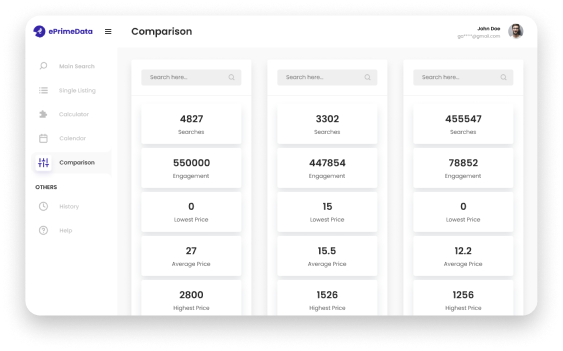 ePrimeData
Comparison
John Doe
go****@gmail.com
Main Search
Single Listing
Calculator
Calendar
Comparison
OTHERS
History
Help
Search here...
4827
Searches
550000
Engagement
0
Lowest Price
27
Average Price
2800
Highest Price
Search here...
3302
Searches
447854
Engagement
15
Lowest Price
15.5
Average Price
1526
Highest Price
Search here...
455547
Searches
78852
Engagement
0
Lowest Price
12.2
Average Price
1256
Highest Price